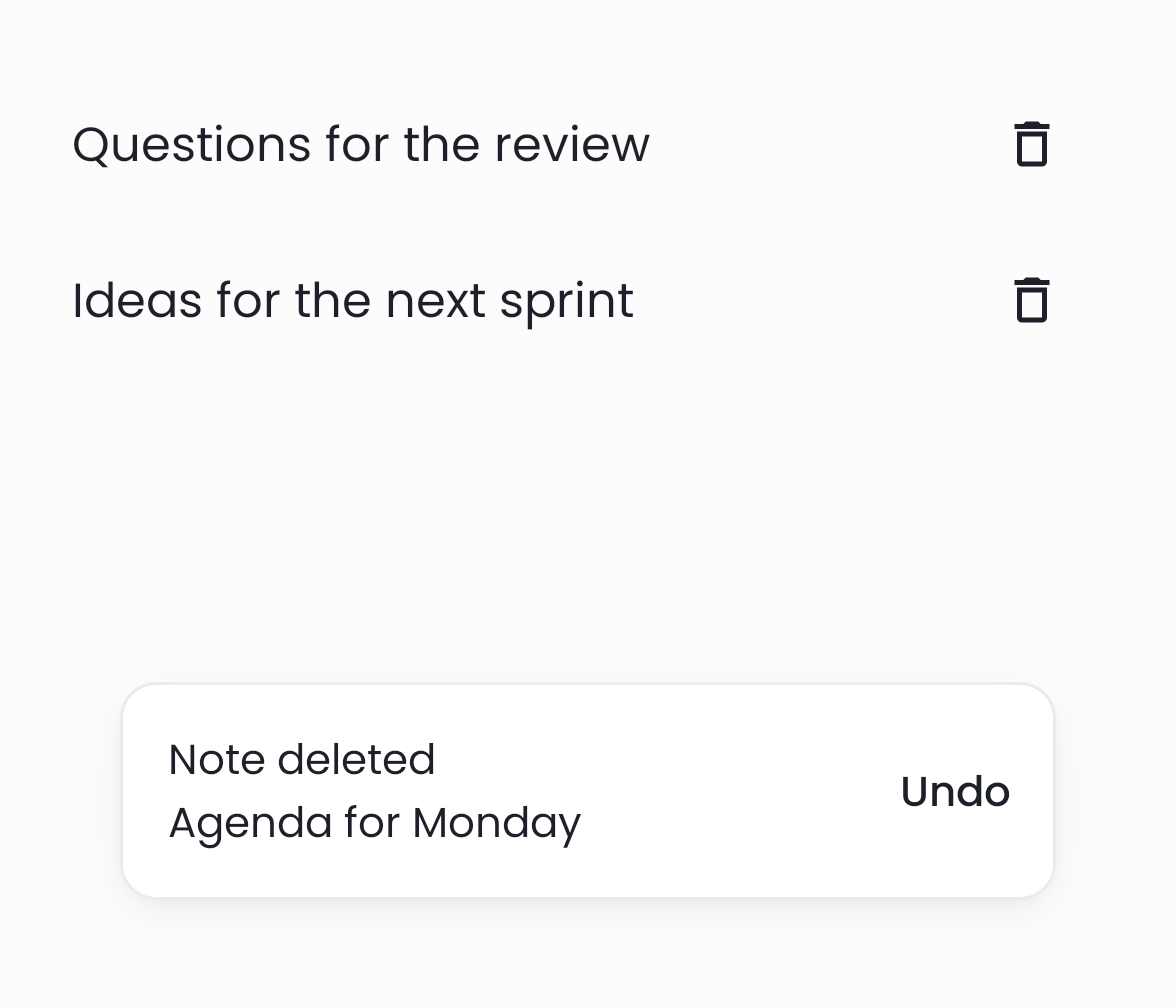 Questions for the review
Ideas for the next sprint
Note deleted
Agenda for Monday
Undo